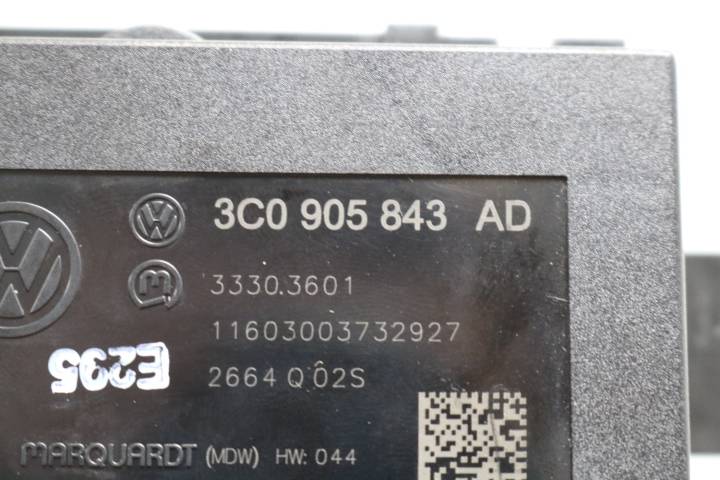 3C0 905 843 AD
3330.3601
11603003732927
E295
2664 Q 02S
MARQUARDT (MDW) HW: 044